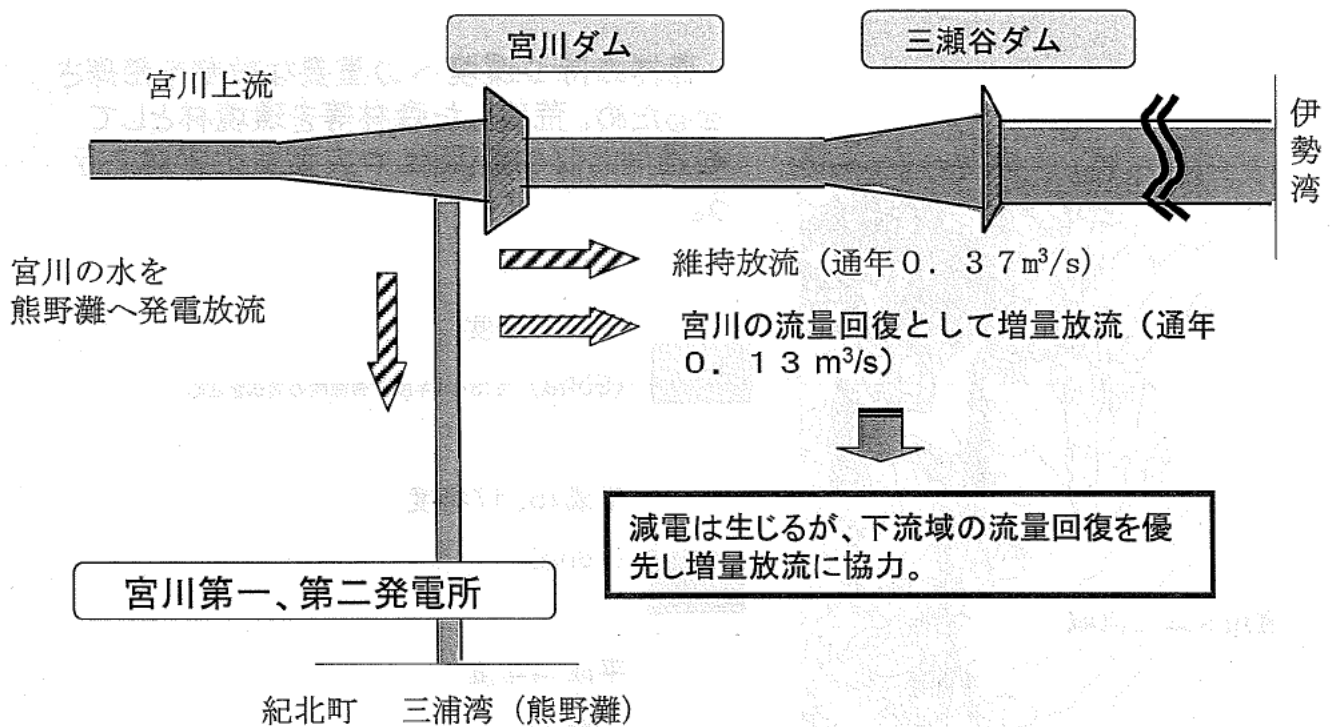 宮川ダム
三瀬谷ダム
宮川上流
伊勢湾
宮川の水を
熊野灘へ発電放流
維持放流（通年０．３７m³/s）
宮川の流量回復として増量放流（通年
０．１３ m³/s）
減電は生じるが、下流域の流量回復を優
先し増量放流に協力。
宮川第一、第二発電所
紀北町　三浦湾（熊野灘）